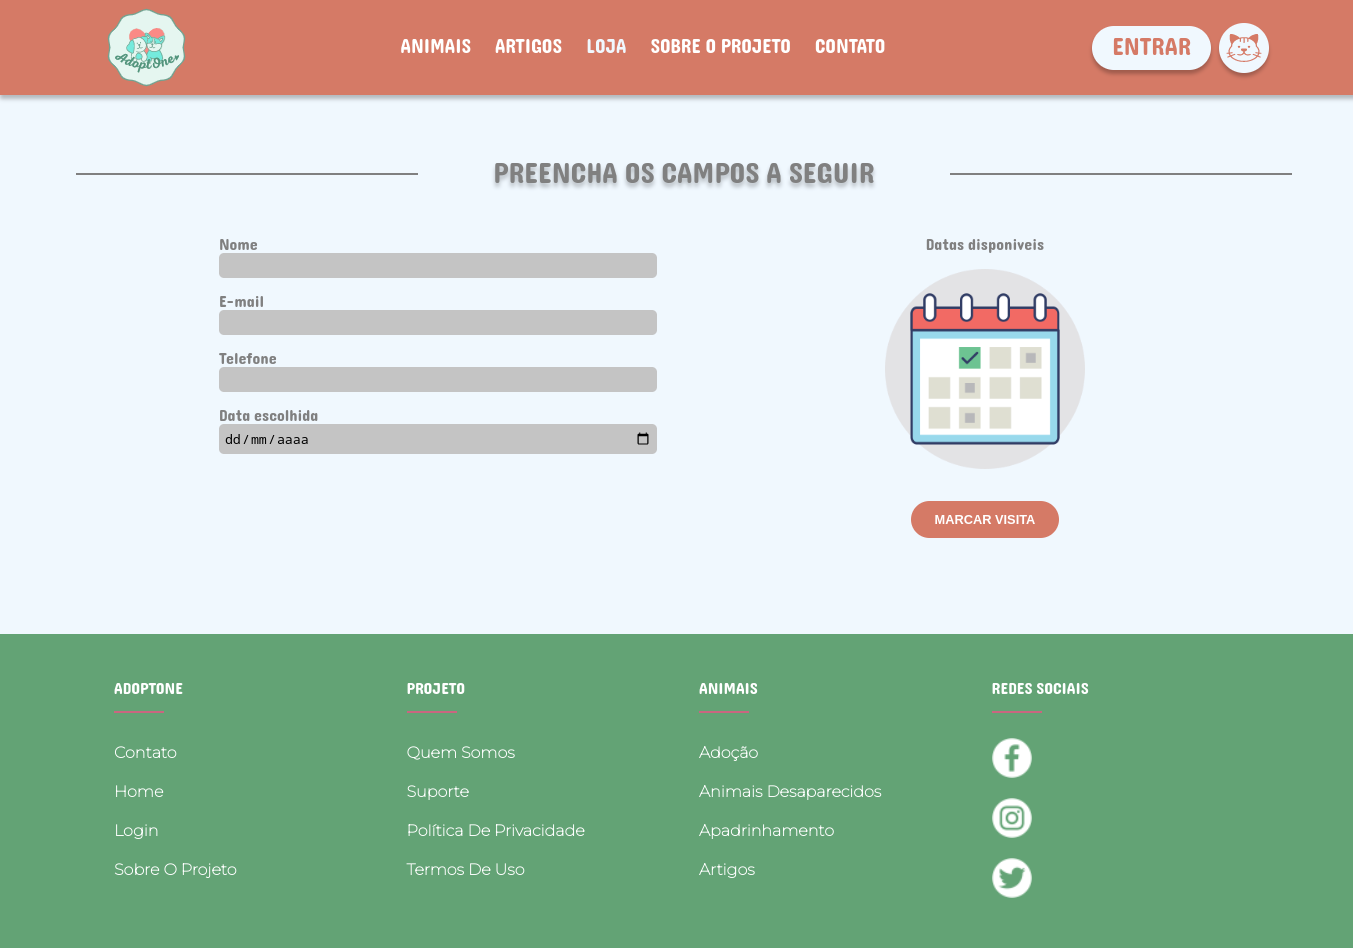 AdoptOne
ANIMAIS ARTIGOS LOJA SOBRE O PROJETO CONTATO
ENTRAR
PREENCHA OS CAMPOS A SEGUIR
Nome
E-mail
Telefone
Data escolhida
dd/mm/aaaa
Datas disponiveis
MARCAR VISITA
ADOPTONE
Contato
Home
Login
Sobre O Projeto
PROJETO
Quem Somos
Suporte
Política De Privacidade
Termos De Uso
ANIMAIS
Adoção
Animais Desaparecidos
Apadrinhamento
Artigos
REDES SOCIAIS